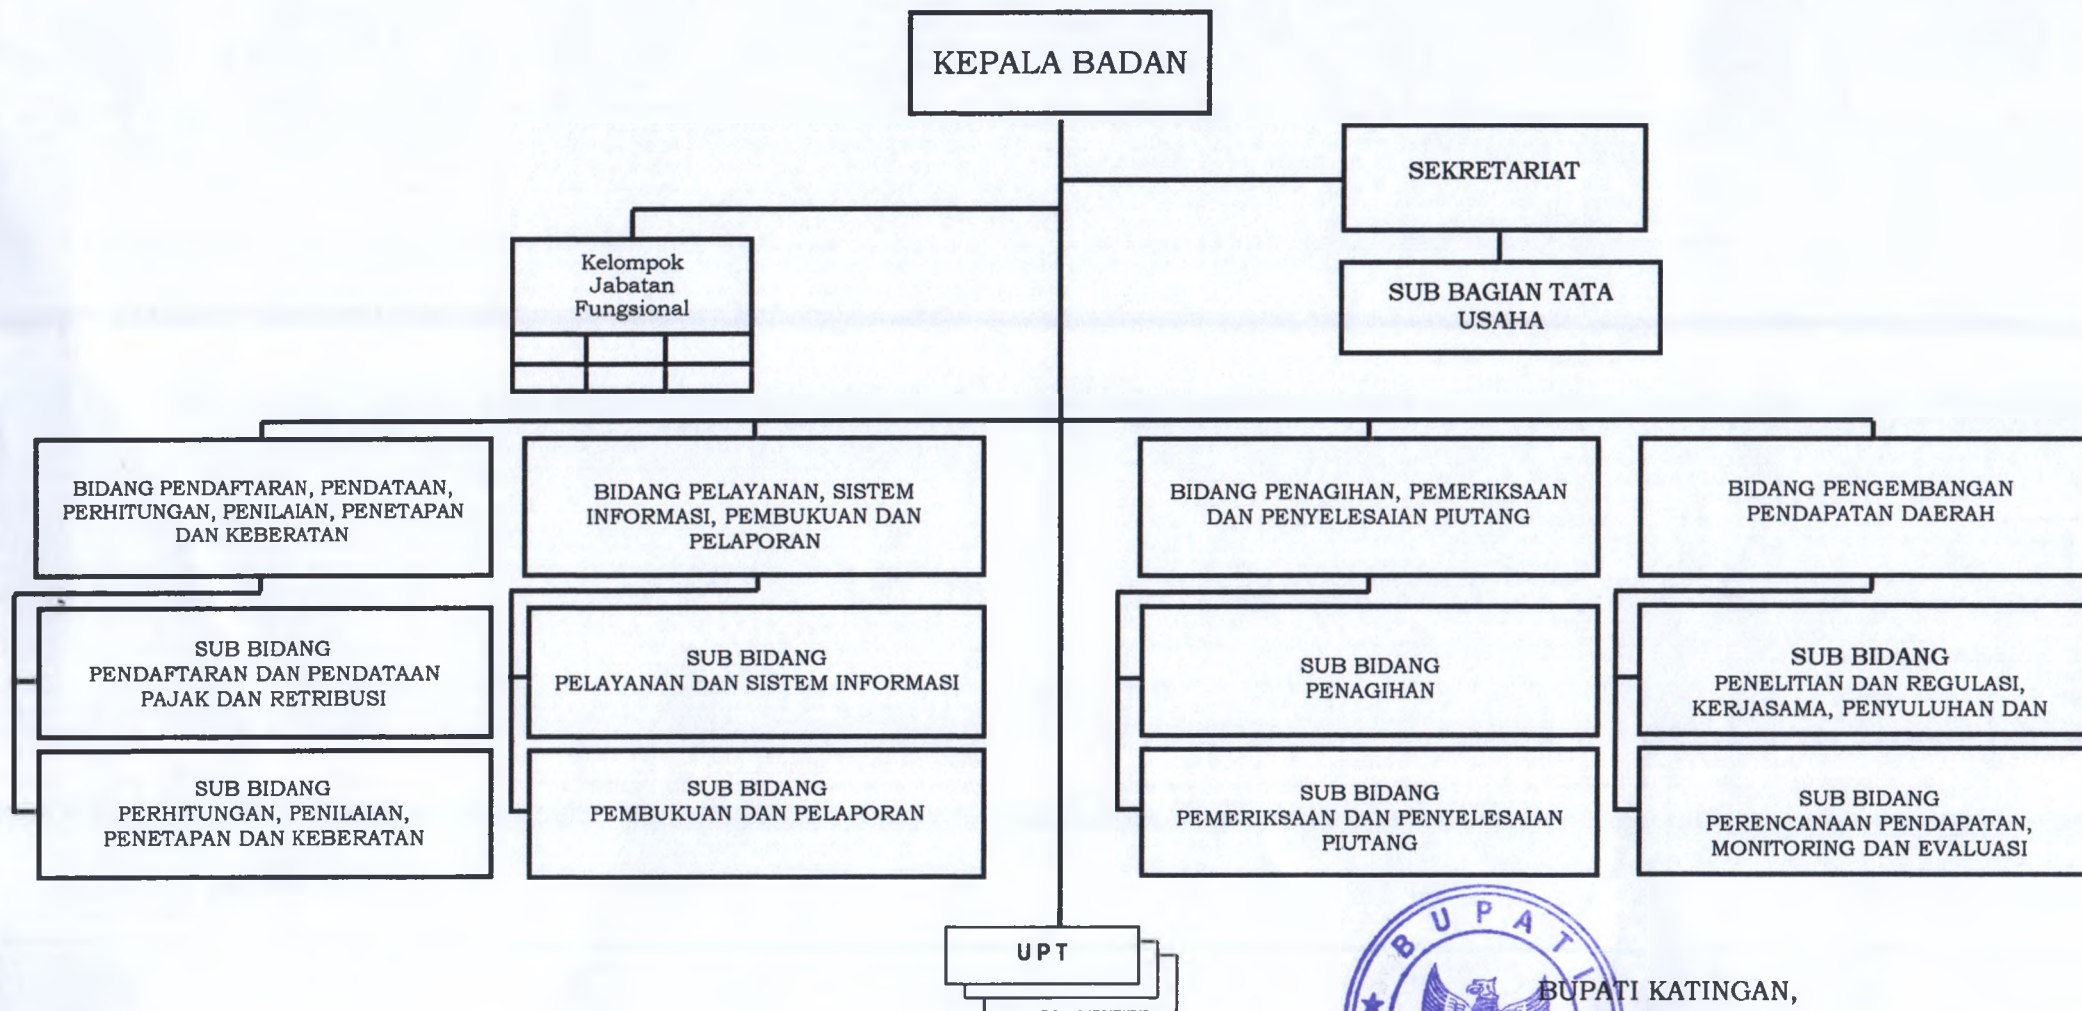 KEPALA BADAN
SEKRETARIAT
Kelompok
Jabatan
Fungsional
SUB BAGIAN TATA
USAHA
BIDANG PENDAFTARAN, PENDATAAN,
PERHITUNGAN, PENILAIAN, PENETAPAN
DAN KEBERATAN
BIDANG PELAYANAN, SISTEM
INFORMASI, PEMBUKUAN DAN
PELAPORAN
BIDANG PENAGIHAN, PEMERIKSAAN
DAN PENYELESAIAN PIUTANG
BIDANG PENGEMBANGAN
PENDAPATAN DAERAH
SUB BIDANG
PENDAFTARAN DAN PENDATAAN
PAJAK DAN RETRIBUSI
SUB BIDANG
PELAYANAN DAN SISTEM INFORMASI
SUB BIDANG
PENAGIHAN
SUB BIDANG
PENELITIAN DAN REGULASI,
KERJASAMA, PENYULUHAN DAN
SUB BIDANG
PERHITUNGAN, PENILAIAN,
PENETAPAN DAN KEBERATAN
SUB BIDANG
PEMBUKUAN DAN PELAPORAN
SUB BIDANG
PEMERIKSAAN DAN PENYELESAIAN
PIUTANG
SUB BIDANG
PERENCANAAN PENDAPATAN,
MONITORING DAN EVALUASI
UPT
BUPATI
BUPATI KATINGAN,